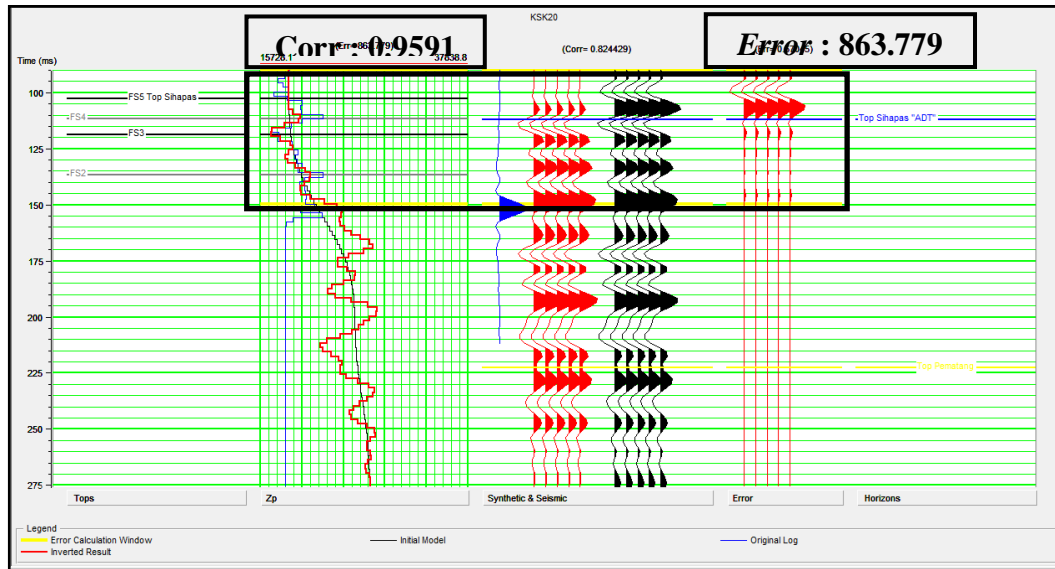 KSK20
Corr : 0.9591
Error : 863.779
15728.1 37838.8
(Corr= 0.824429)
Time (ms)
100
125
150
175
200
225
250
275
FS5 Top Sihapas
FS4
FS3
FS2
Top Sihapas "ADT"
Top Pematang
Tops
Zp
Synthetic & Seismic
Error
Horizons
Legend
Error Calculation Window
Inverted Result
Initial Model
Original Log